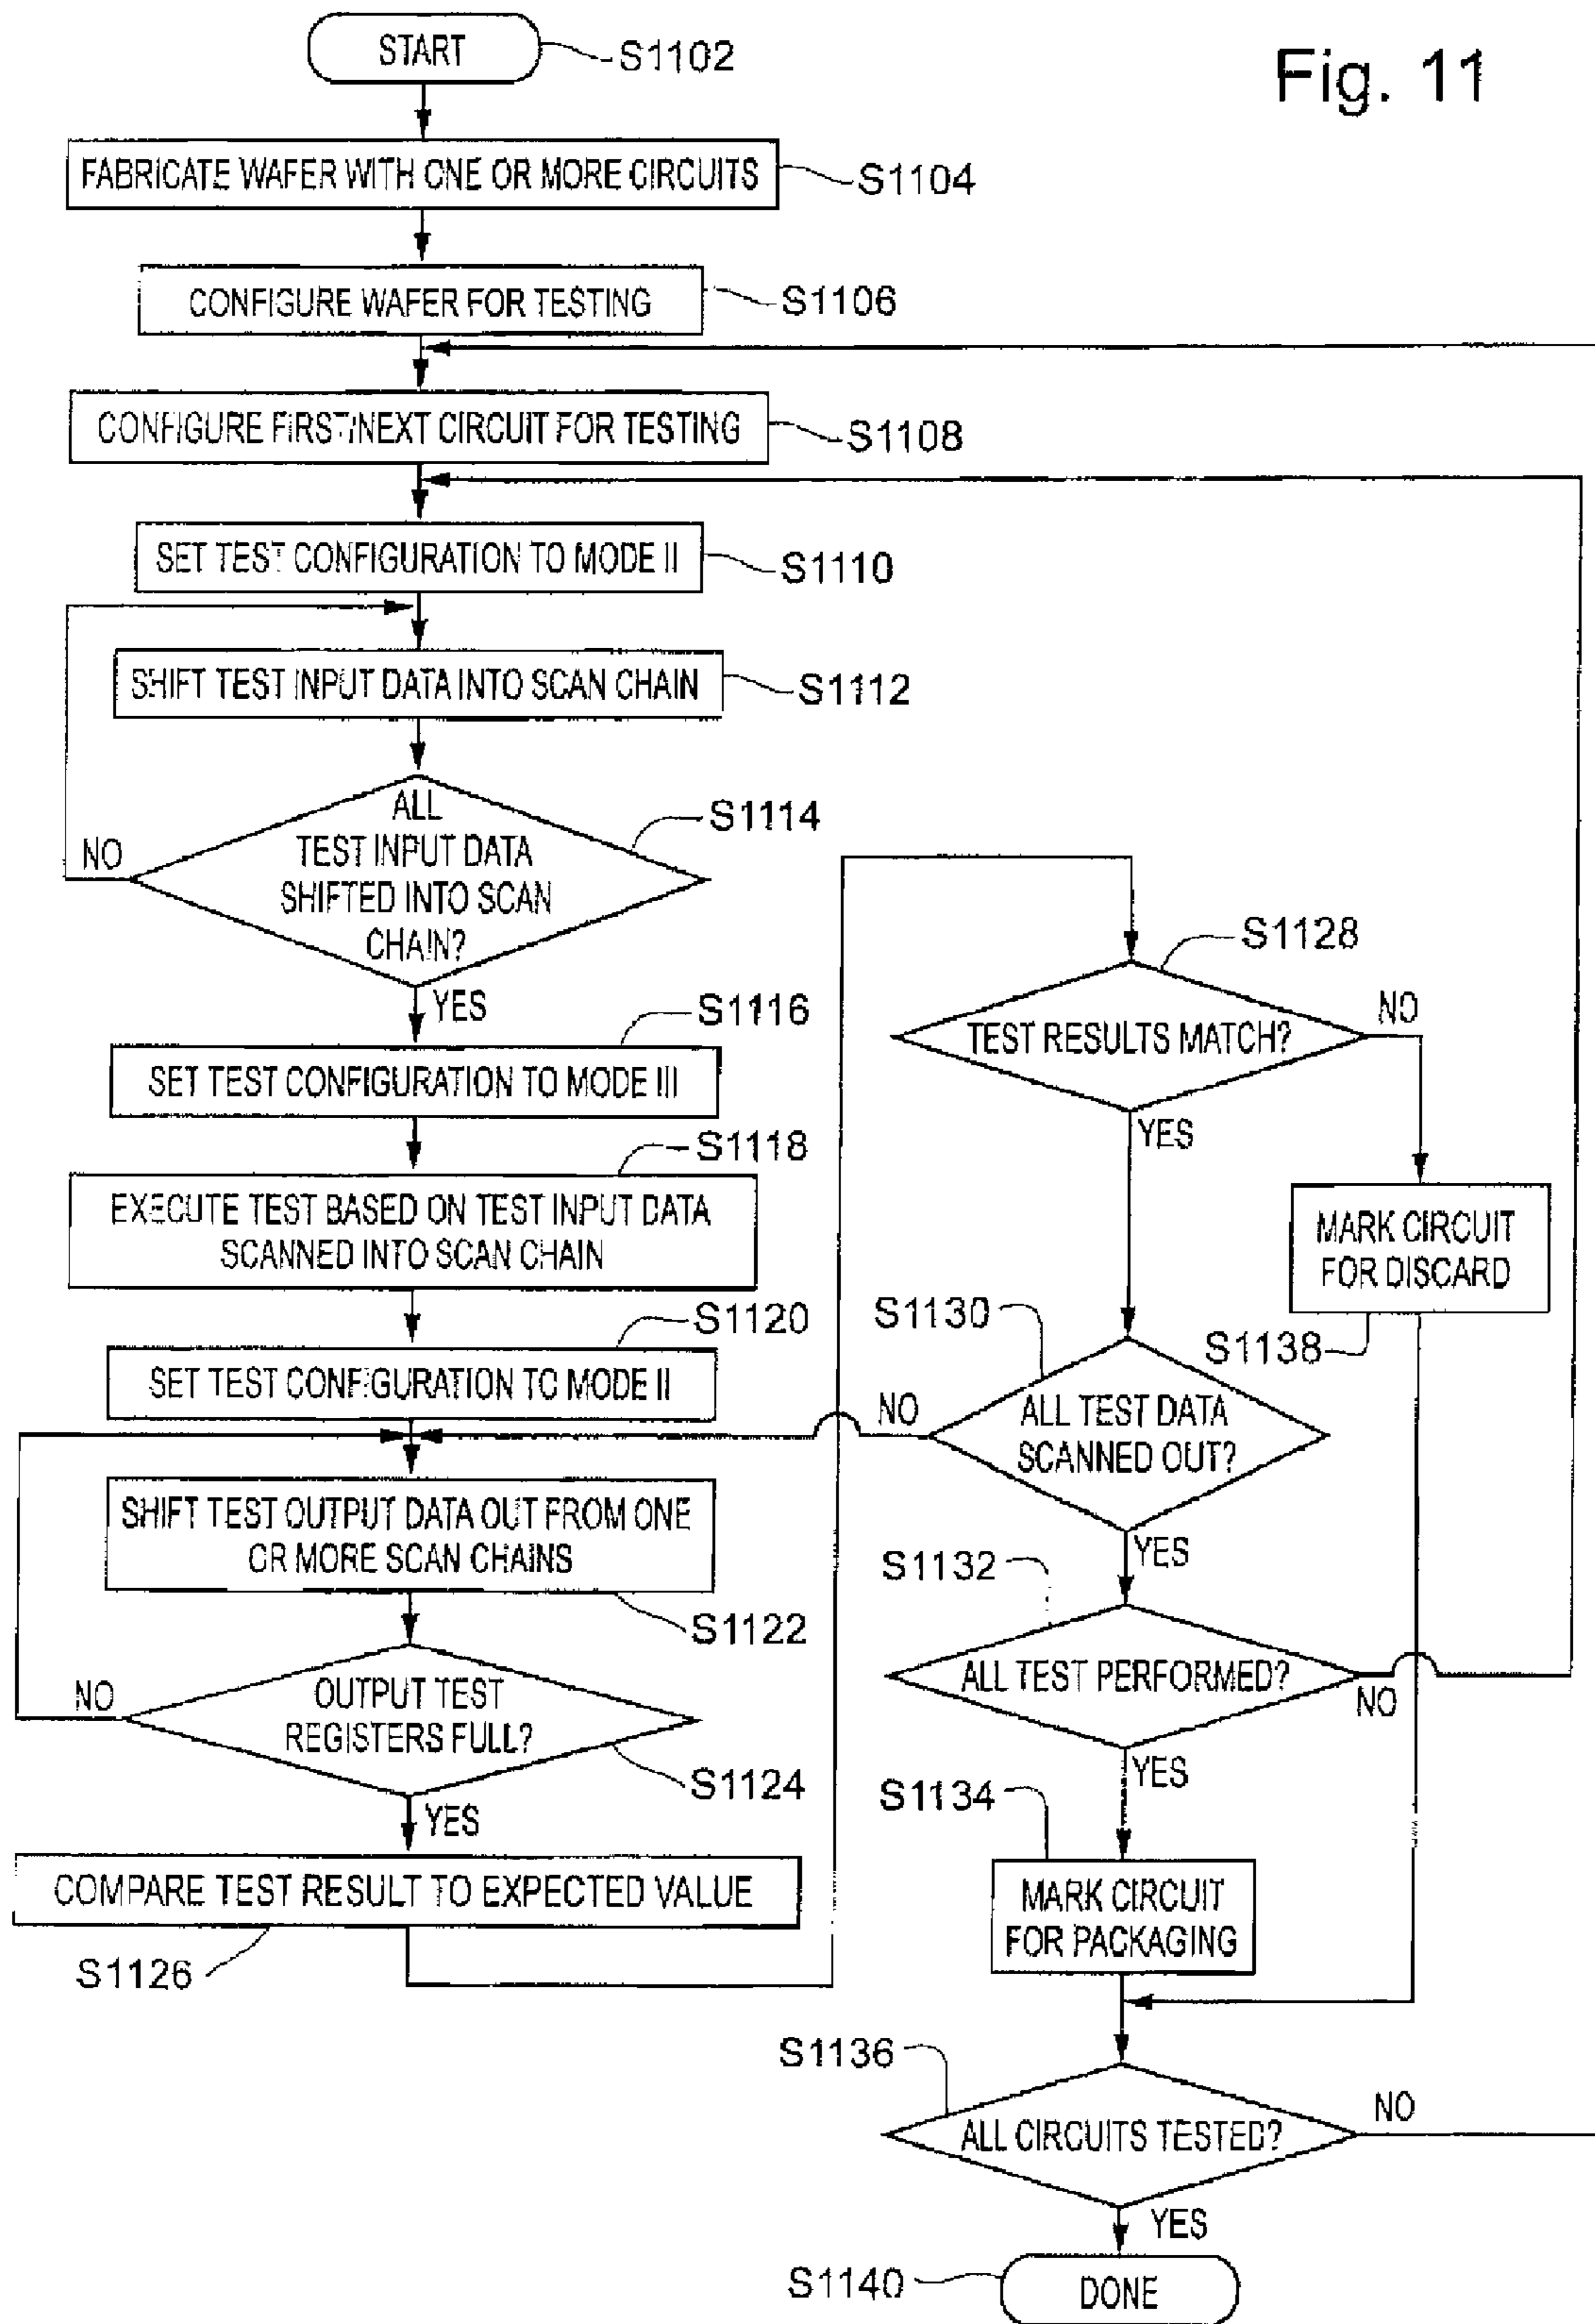 Fig. 11
START
S1102
FABRICATE WAFER WITH ONE OR MORE CIRCUITS
S1104
CONFIGURE WAFER FOR TESTING
S1106
CONFIGURE FIRST/NEXT CIRCUIT FOR TESTING
S1108
SET TEST CONFIGURATION TO MODE II
S1110
SHIFT TEST INPUT DATA INTO SCAN CHAIN
S1112
ALL
TEST INPUT DATA
SHIFTED INTO SCAN
CHAIN?
S1114
NO
YES
S1116
SET TEST CONFIGURATION TO MODE III
S1118
EXECUTE TEST BASED ON TEST INPUT DATA
SCANNED INTO SCAN CHAIN
S1120
SET TEST CONFIGURATION TO MODE II
SHIFT TEST OUTPUT DATA OUT FROM ONE
OR MORE SCAN CHAINS
S1122
OUTPUT TEST
REGISTERS FULL?
NO
S1124
YES
COMPARE TEST RESULT TO EXPECTED VALUE
S1126
S1128
TEST RESULTS MATCH?
NO
YES
MARK CIRCUIT
FOR DISCARD
S1138
S1130
ALL TEST DATA
SCANNED OUT?
NO
YES
S1132
ALL TEST PERFORMED?
NO
YES
S1134
MARK CIRCUIT
FOR PACKAGING
S1136
ALL CIRCUITS TESTED?
NO
YES
S1140
DONE